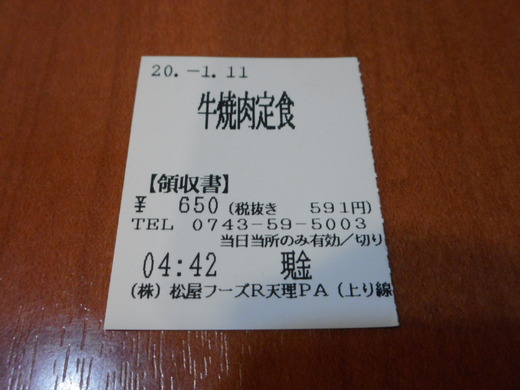 20.-1.11
牛焼肉定食
【領収書】
¥ 650 (税抜き 591円)
TEL 0743-59-5003
当日当所のみ有効/切り
04:42 現金
(株)松屋フーズR天理PA(上り線